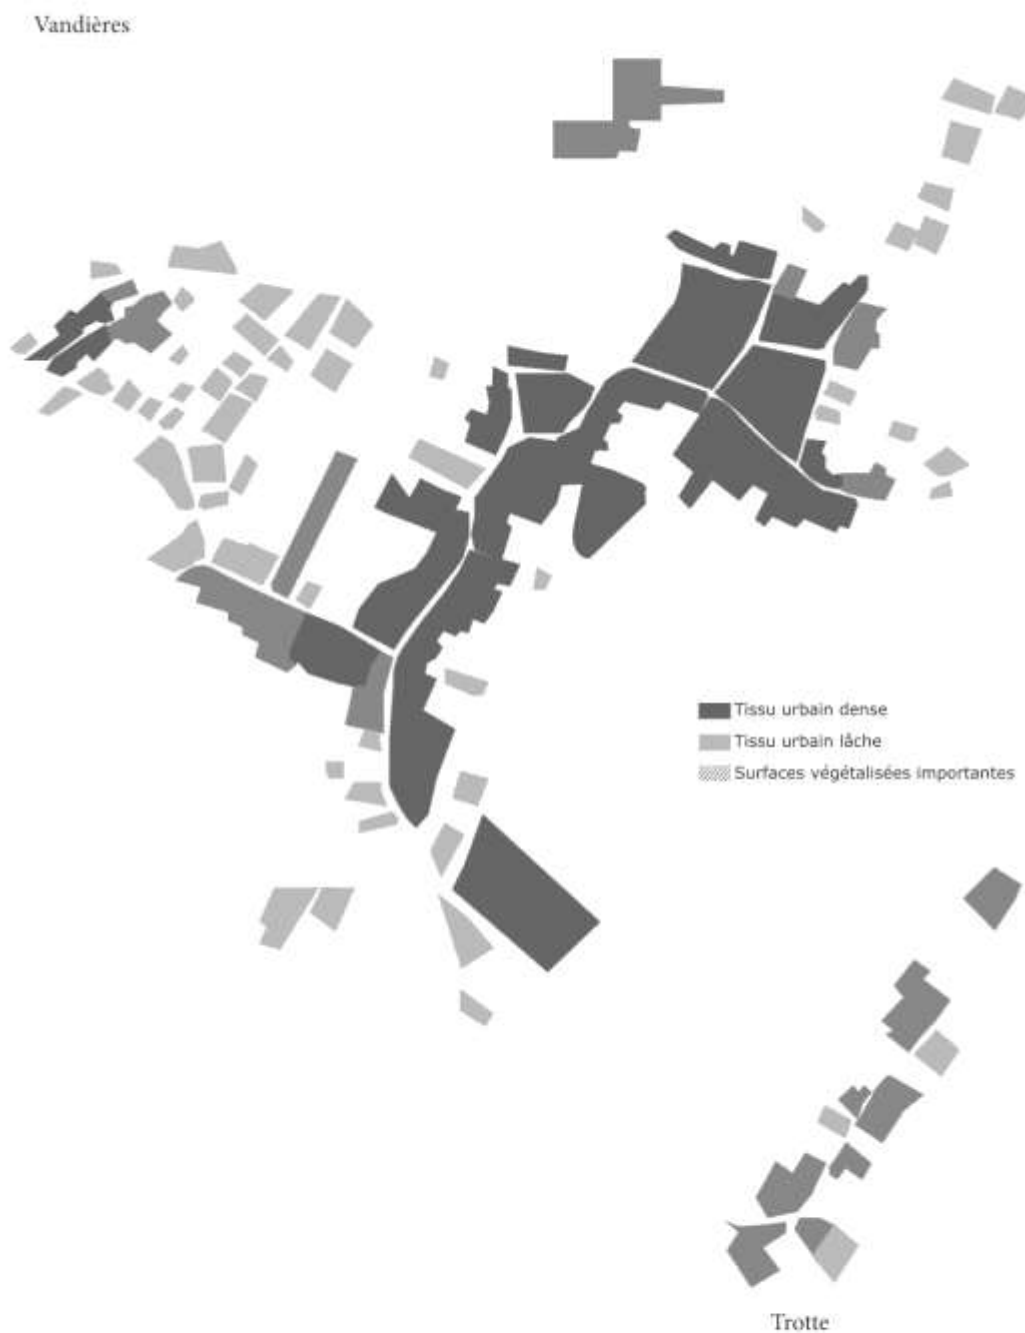 Vandières
Tissu urbain dense
Tissu urbain lâche
Surfaces végétalisées importantes
Trotte